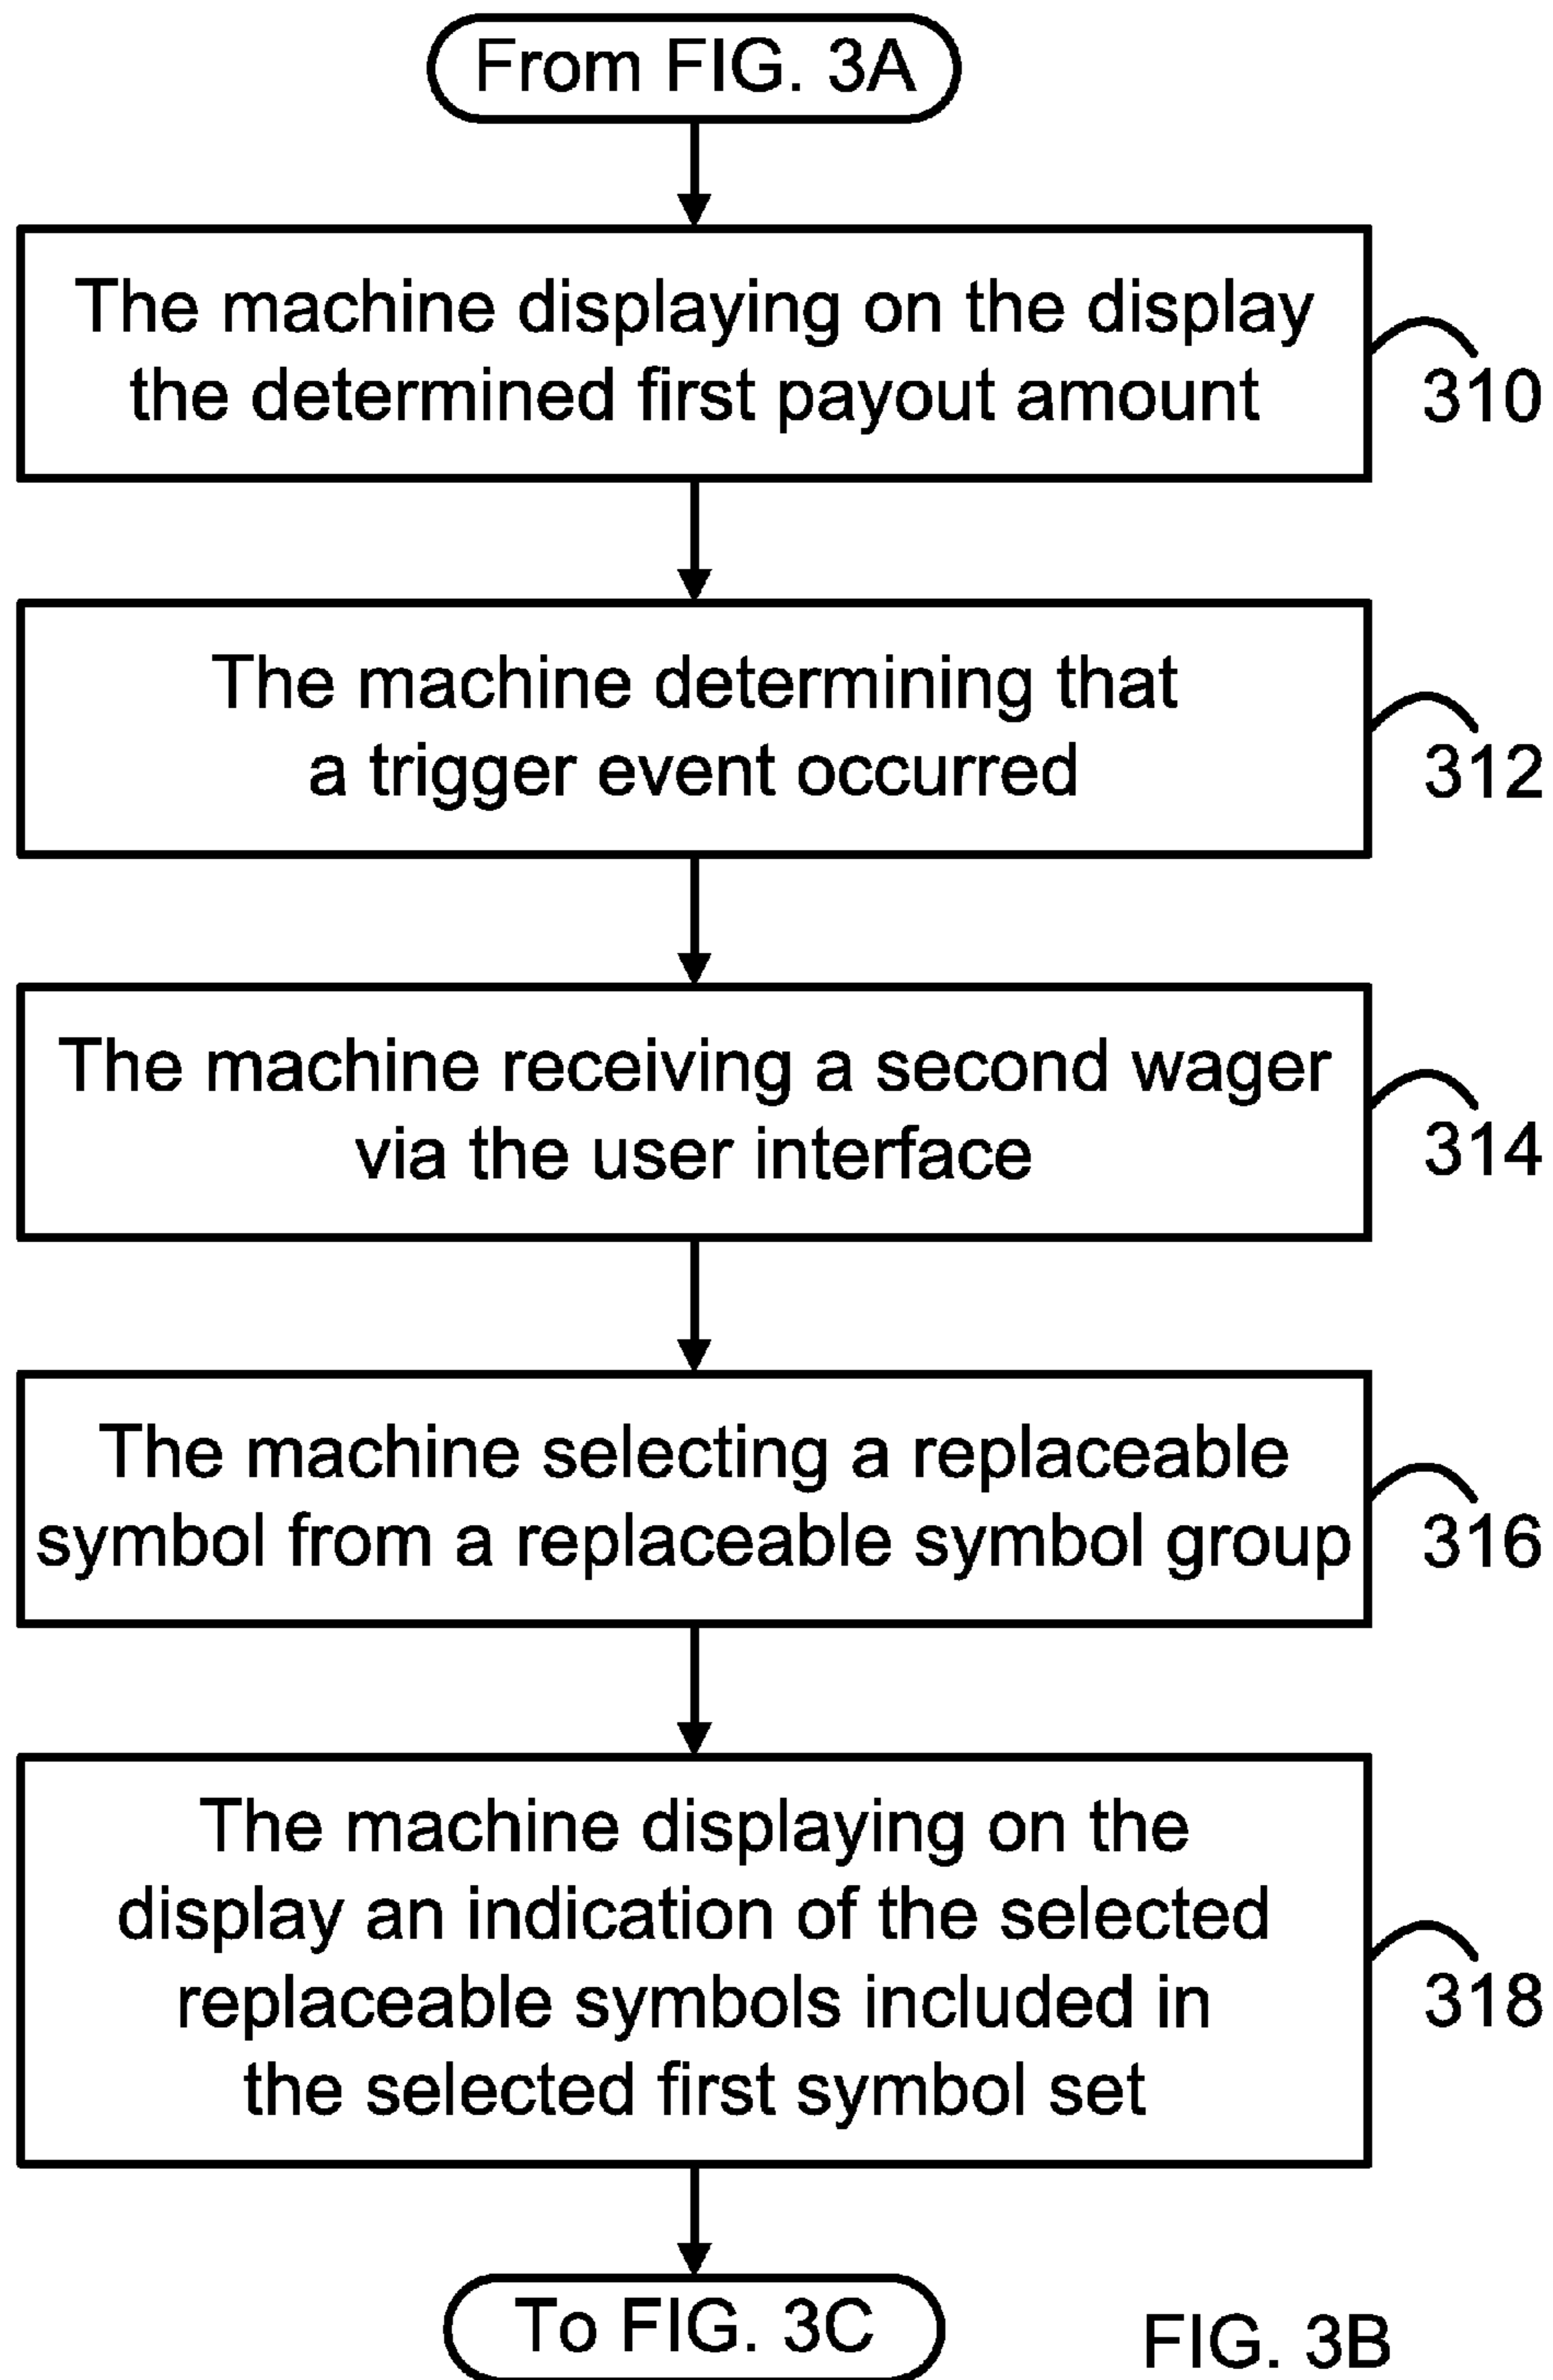 From FIG. 3A
The machine displaying on the display
the determined first payout amount
310
The machine determining that
a trigger event occurred
312
The machine receiving a second wager
via the user interface
314
The machine selecting a replaceable
symbol from a replaceable symbol group
316
The machine displaying on the
display an indication of the selected
replaceable symbols included in
the selected first symbol set
318
To FIG. 3C
FIG. 3B